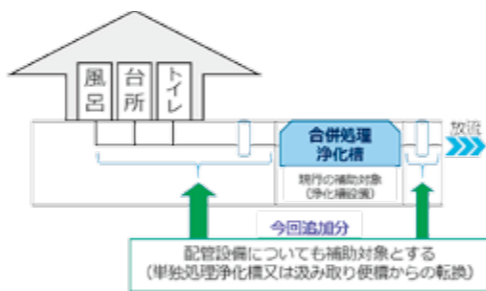 風呂
台所
トイレ
合併処理
浄化槽
放流
現行の補助対象
(浄化槽設置)
今回追加分
配管設備についても補助対象とする
(単独処理浄化槽又は汲み取り便槽からの転換)